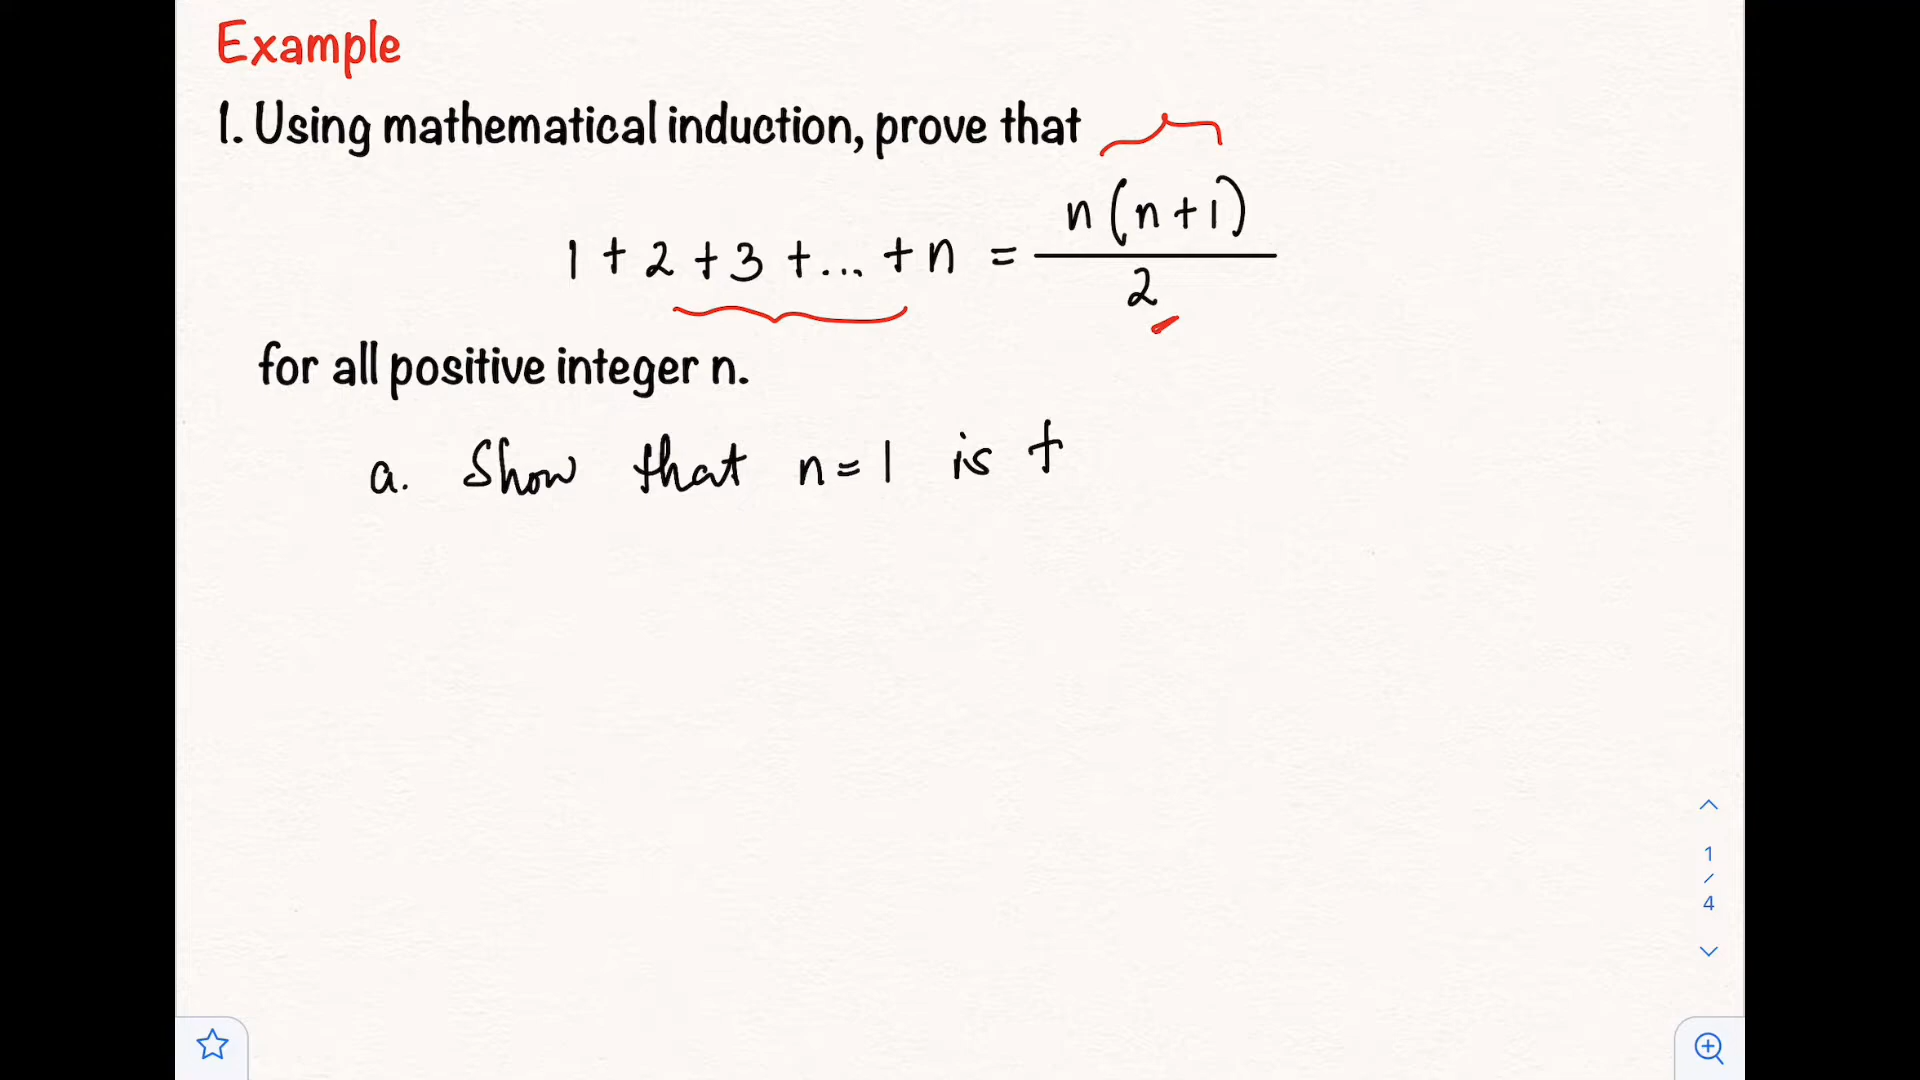 Example
1. Using mathematical induction, prove that
1 + 2 + 3 + ... + n = n(n+1)/2
for all positive integer n.
a. Show that n = 1 is t
1
/
4